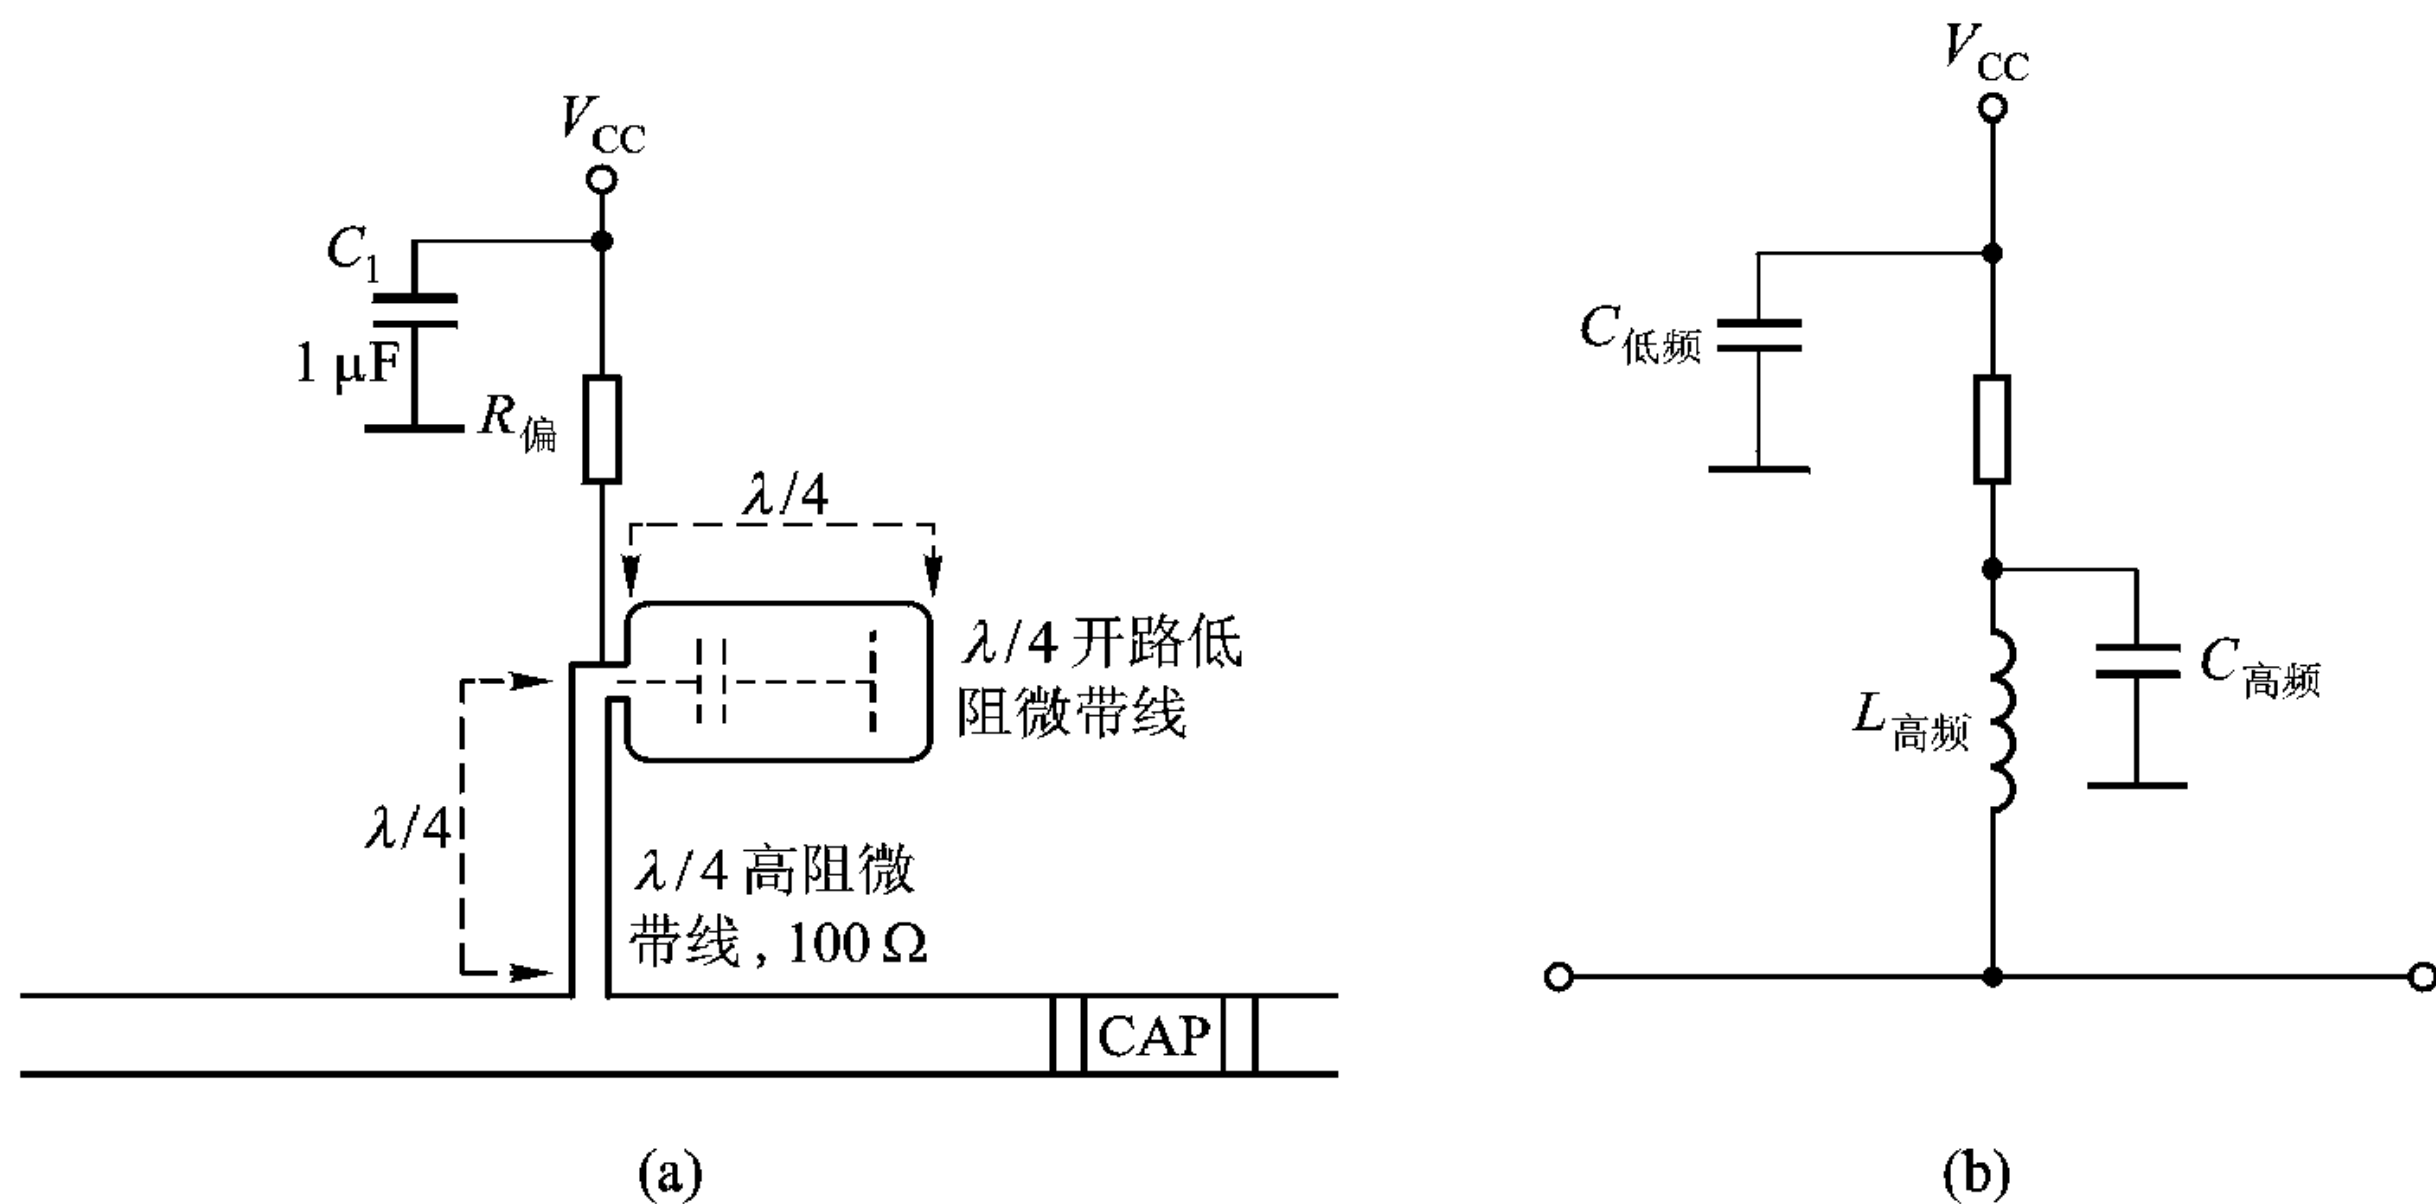 V_CC
C_1
1 μF
R_偏
λ/4
λ/4 开路低
阻微带线
λ/4
λ/4 高阻微
带线, 100 Ω
CAP
(a)
V_CC
C_低频
C_高频
L_高频
(b)